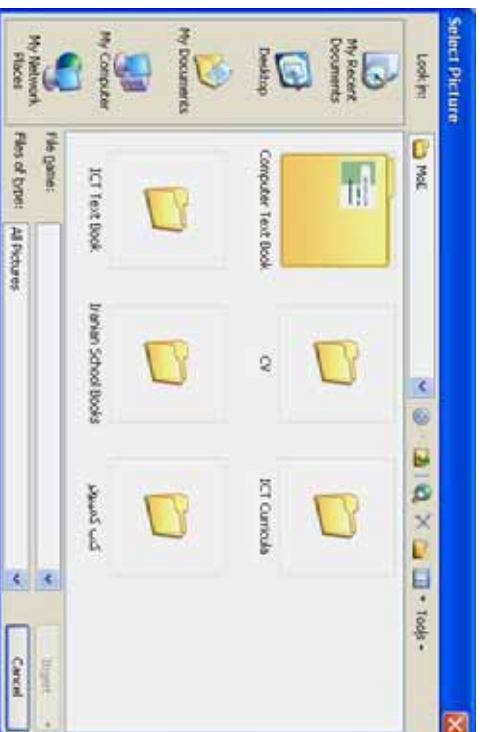 Select Picture
Look in:
MoE
Tools
My Recent
Documents
Desktop
My Documents
My Computer
My Network
Places
Computer Text Book
CV
ICT Curricula
ICT Text Book
Iranian School Books
کتب کمپیوتر
File name:
Files of type:
All Pictures
Insert
Cancel